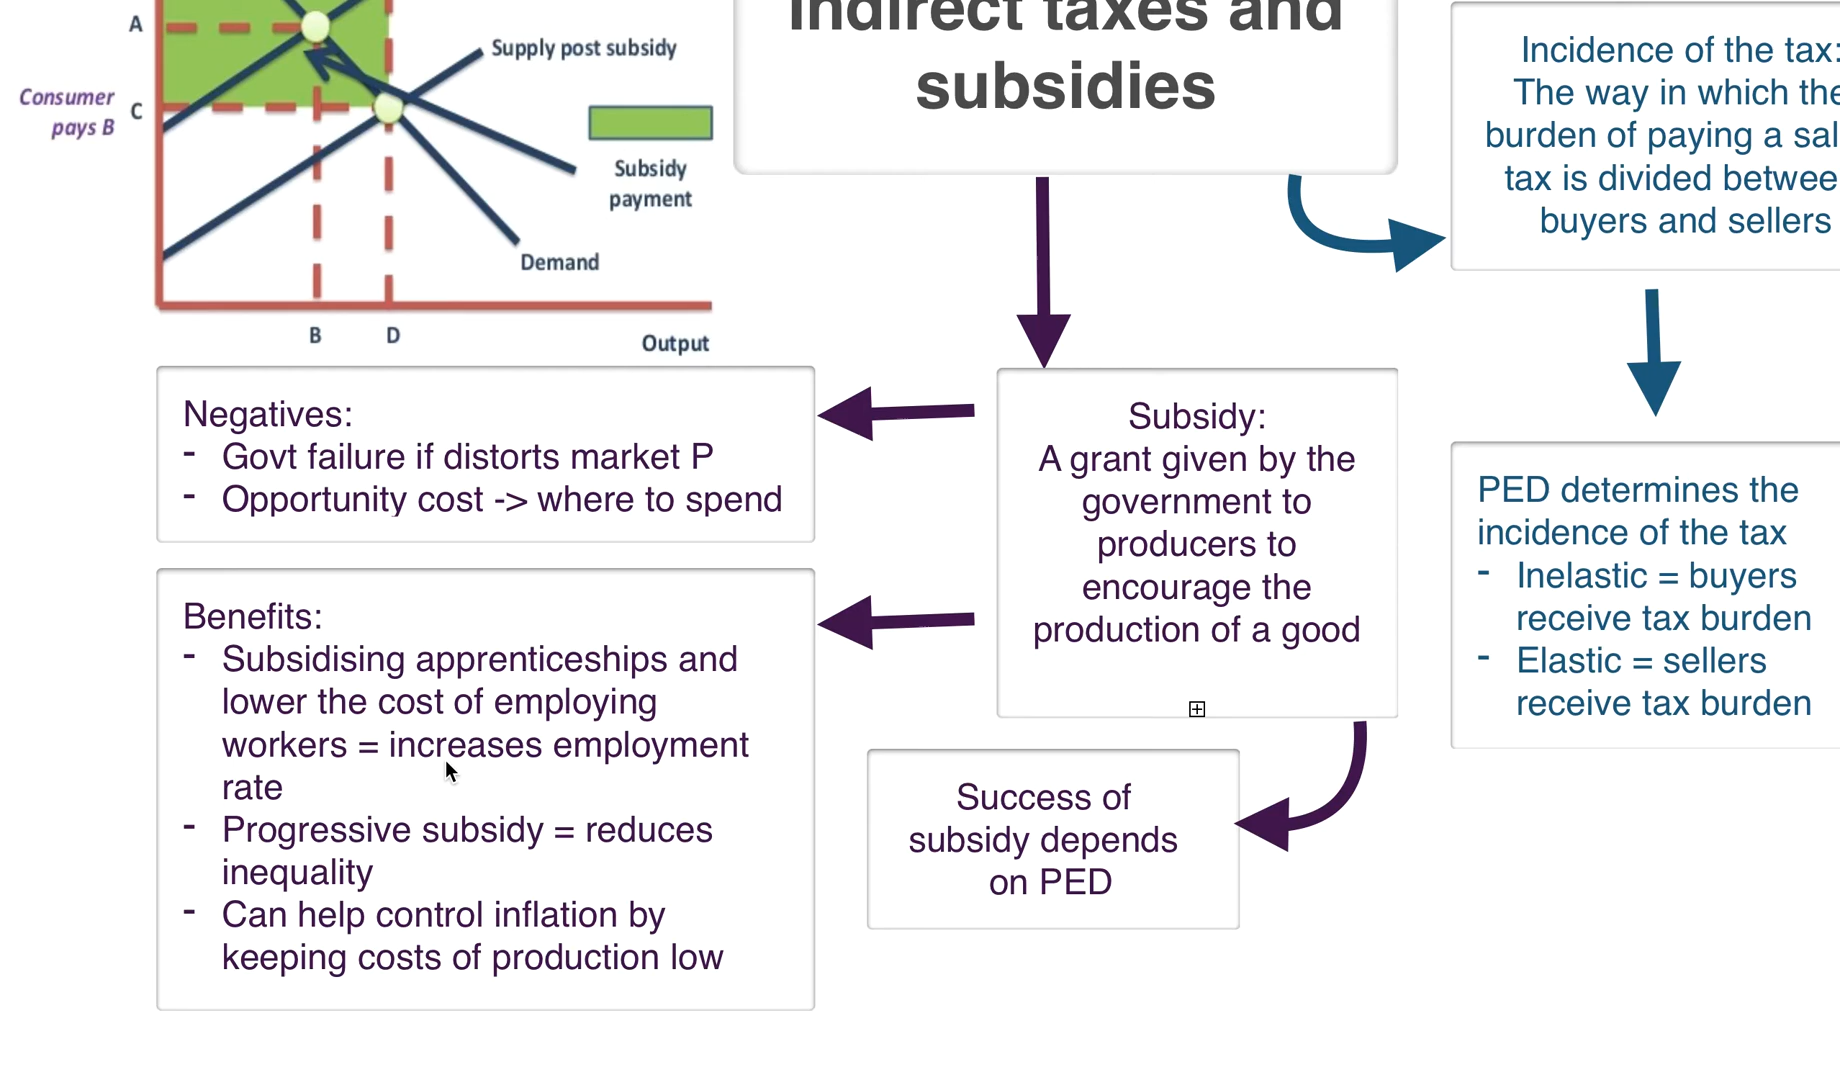 Indirect taxes and
subsidies
A
Consumer
pays B
C
Supply post subsidy
Subsidy
payment
Demand
B
D
Output
Incidence of the tax:
The way in which the
burden of paying a sal
tax is divided betwee
buyers and sellers
Negatives:
- Govt failure if distorts market P
- Opportunity cost -> where to spend
Subsidy:
A grant given by the
government to
producers to
encourage the
production of a good
PED determines the
incidence of the tax
- Inelastic = buyers
receive tax burden
- Elastic = sellers
receive tax burden
Benefits:
- Subsidising apprenticeships and
lower the cost of employing
workers = increases employment
rate
- Progressive subsidy = reduces
inequality
- Can help control inflation by
keeping costs of production low
Success of
subsidy depends
on PED